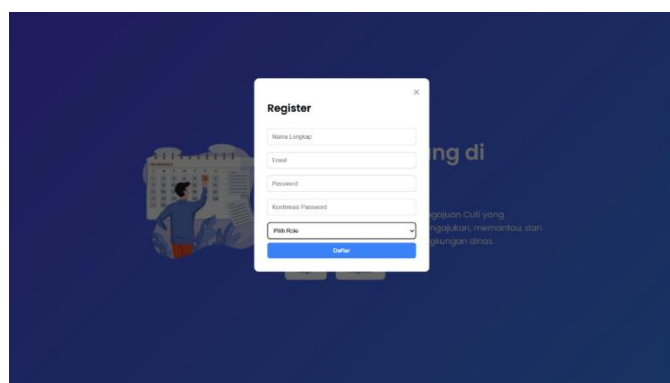 ×
Register
Nama Lengkap
Email
Password
Konfirmasi Password
Pilih Role
Daftar
ng di
gajuan Cuti yang
ngajukan, memantau, dan
gkungan dinas.